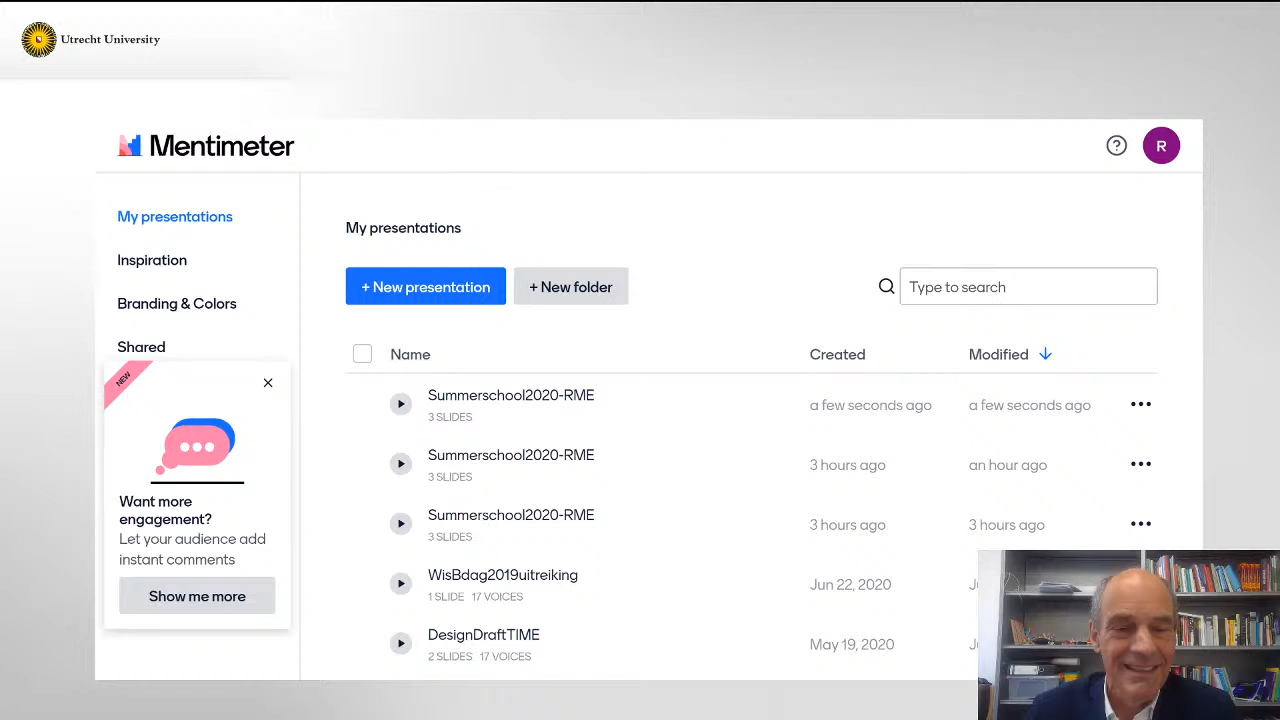 Utrecht University
Mentimeter
? R
My presentations
Inspiration
Branding & Colors
Shared
NEW
Want more
engagement?
Let your audience add
instant comments
Show me more
My presentations
+ New presentation + New folder Type to search
Name Created Modified
Summerschool2020-RME a few seconds ago a few seconds ago
3 SLIDES
Summerschool2020-RME 3 hours ago an hour ago
3 SLIDES
Summerschool2020-RME 3 hours ago 3 hours ago
3 SLIDES
WisBdag2019uitreiking Jun 22, 2020
1 SLIDE 17 VOICES
DesignDraftTIME May 19, 2020
2 SLIDES 17 VOICES